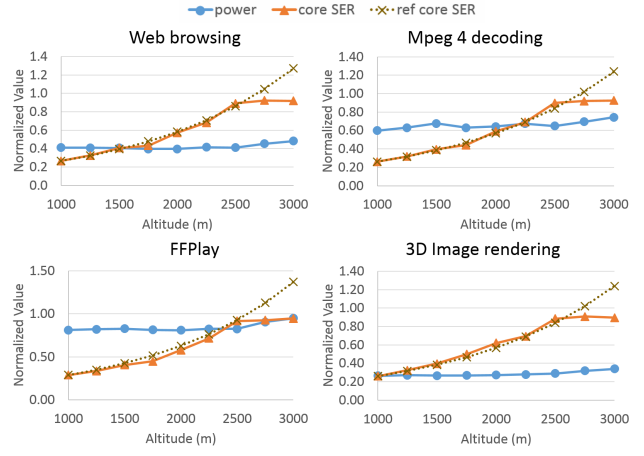 power core SER ref core SER
Web browsing
Normalized Value
1.4
1.2
1.0
0.8
0.6
0.4
0.2
0.0
1000 1500 2000 2500 3000
Altitude (m)
Mpeg 4 decoding
Normalized Value
1.40
1.20
1.00
0.80
0.60
0.40
0.20
0.00
1000 1500 2000 2500 3000
Altitude (m)
FFPlay
Normalized Value
1.50
1.00
0.50
0.00
1000 1500 2000 2500 3000
Altitude (m)
3D Image rendering
Normalized Value
1.40
1.20
1.00
0.80
0.60
0.40
0.20
0.00
1000 1500 2000 2500 3000
Altitude (m)